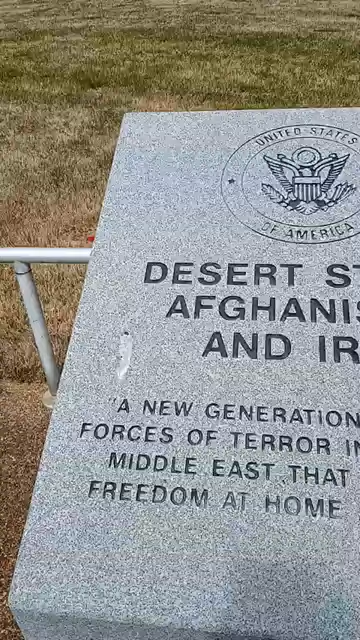 UNITED STATES
OF AMERICA
DESERT ST
AFGHANIS
AND IR
"A NEW GENERATION
FORCES OF TERROR IN
MIDDLE EAST THAT
FREEDOM AT HOME